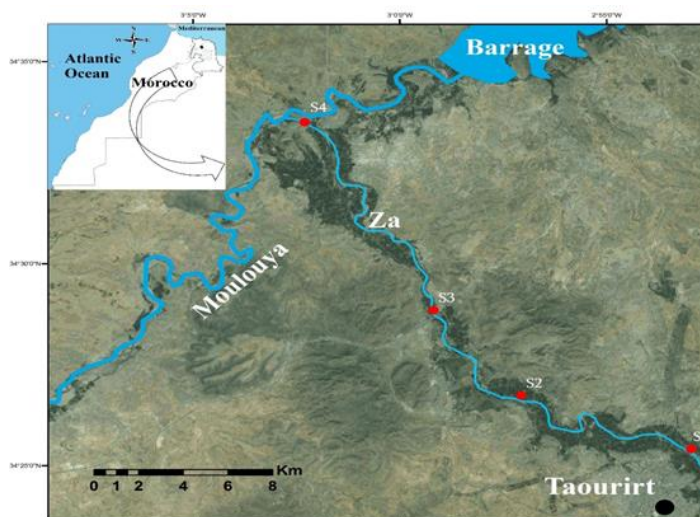 3°5'0"W 3°0'0"W 2°55'0"W
Mediterranean
Atlantic
Ocean
W E
S
Morocco
Barrage
34°35'0"N
S4
Za
34°30'0"N
Moulouya
S3
S2
S
34°25'0"N
Km
0 1 2 4 6 8
Taourirt